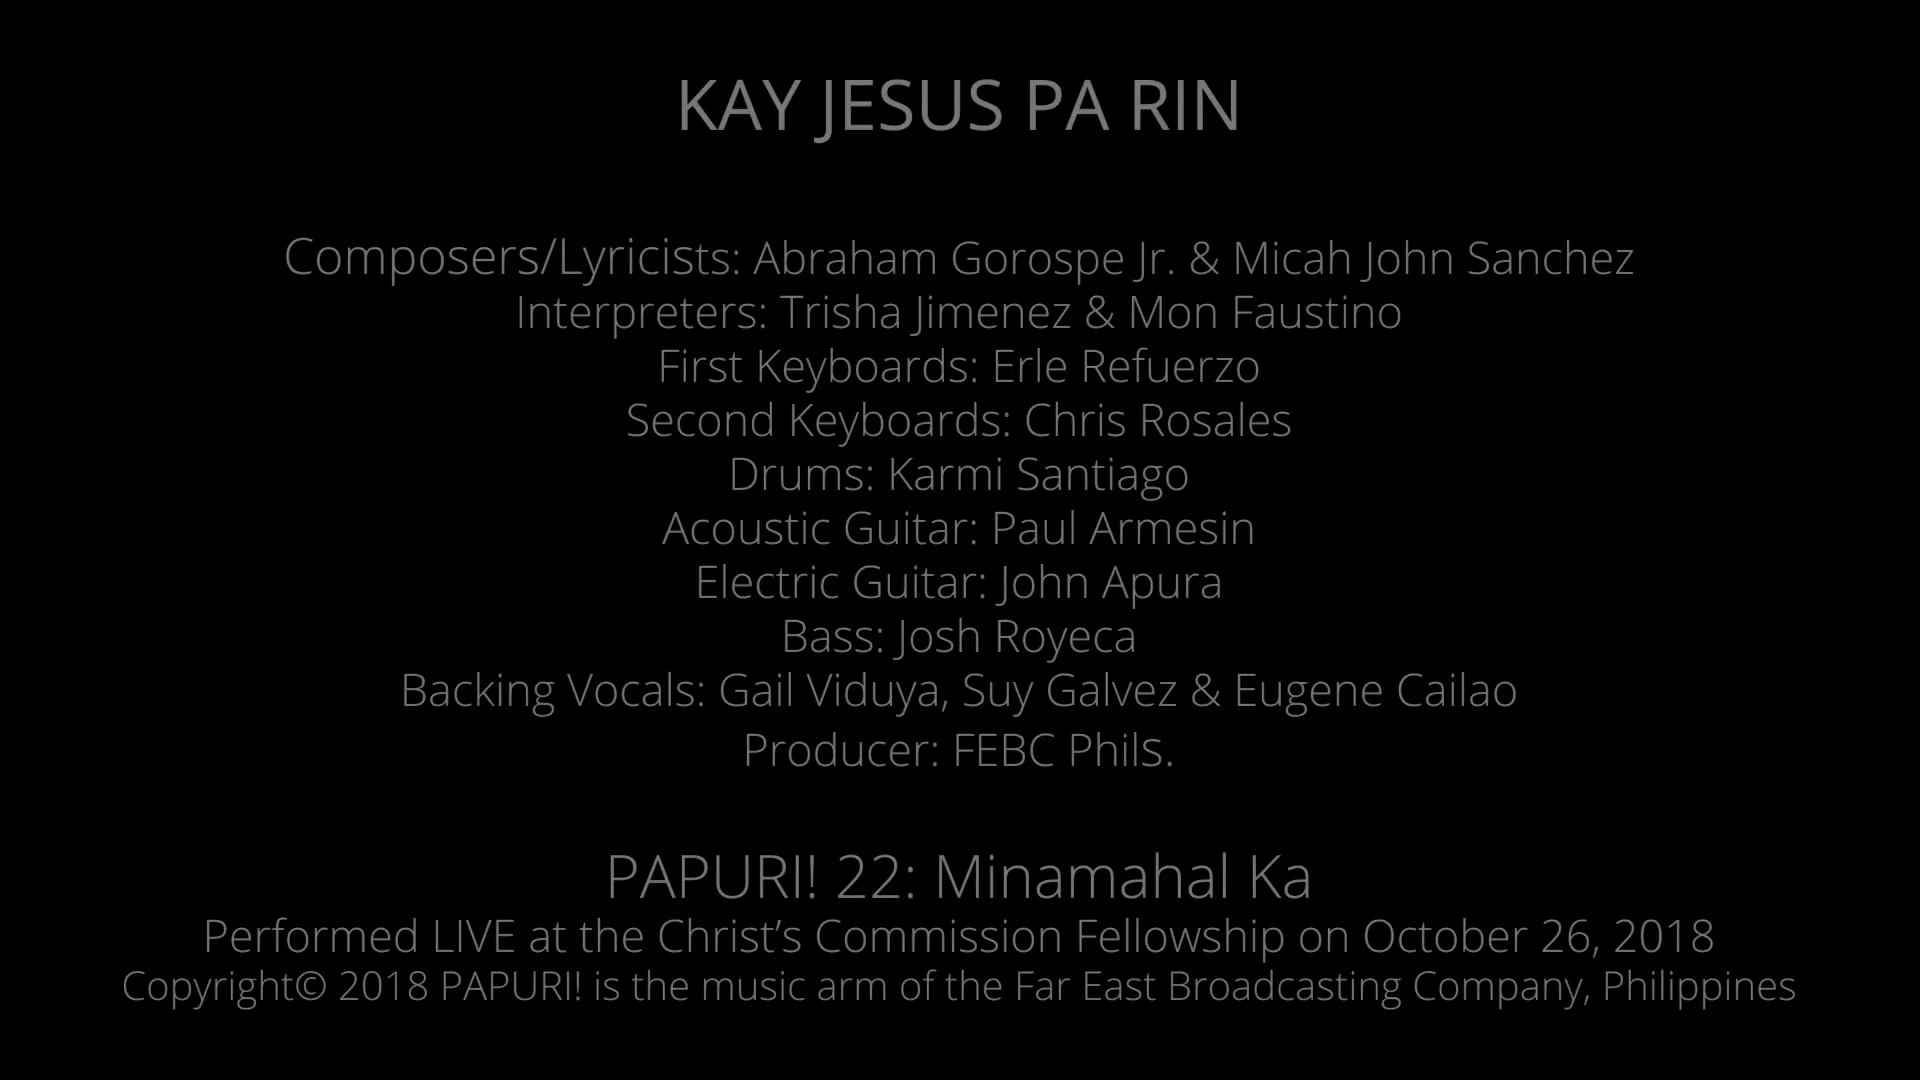 KAY JESUS PA RIN
Composers/Lyricists: Abraham Gorospe Jr. & Micah John Sanchez
Interpreters: Trisha Jimenez & Mon Faustino
First Keyboards: Erle Refuerzo
Second Keyboards: Chris Rosales
Drums: Karmi Santiago
Acoustic Guitar: Paul Armesin
Electric Guitar: John Apura
Bass: Josh Royeca
Backing Vocals: Gail Viduya, Suy Galvez & Eugene Cailao
Producer: FEBC Phils.
PAPURI! 22: Minamahal Ka
Performed LIVE at the Christ’s Commission Fellowship on October 26, 2018
Copyright© 2018 PAPURI! is the music arm of the Far East Broadcasting Company, Philippines